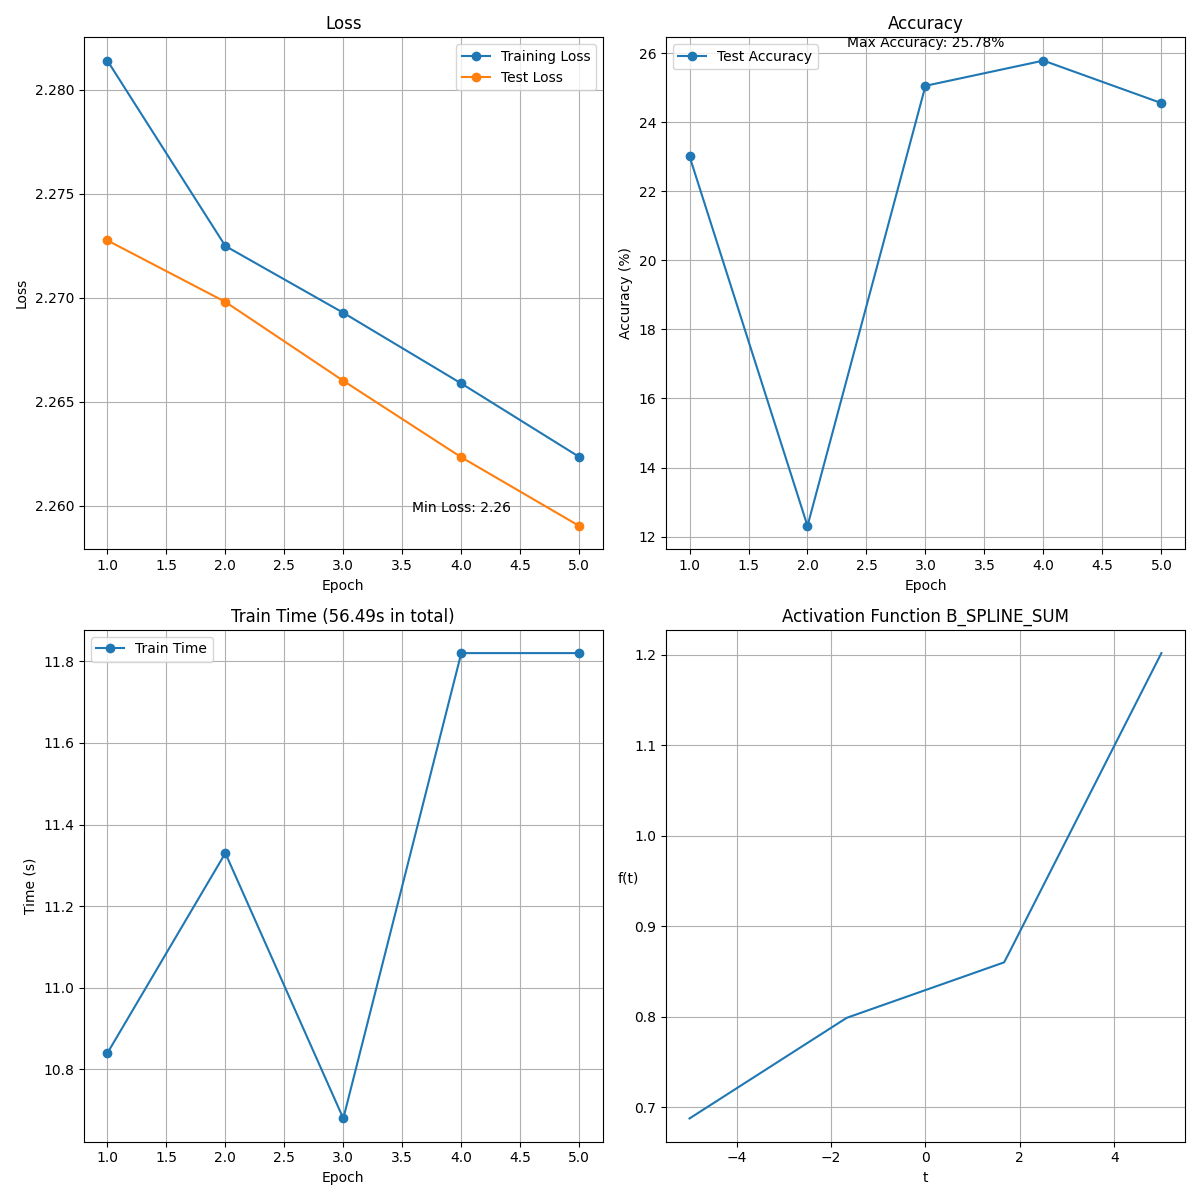 Loss
Training Loss
Test Loss
2.280
2.275
2.270
2.265
2.260
Loss
Min Loss: 2.26
1.0 1.5 2.0 2.5 3.0 3.5 4.0 4.5 5.0
Epoch
Accuracy
Max Accuracy: 25.78%
Test Accuracy
26
24
22
20
18
16
14
12
Accuracy (%)
1.0 1.5 2.0 2.5 3.0 3.5 4.0 4.5 5.0
Epoch
Train Time (56.49s in total)
Train Time
11.8
11.6
11.4
11.2
11.0
10.8
Time (s)
1.0 1.5 2.0 2.5 3.0 3.5 4.0 4.5 5.0
Epoch
Activation Function B_SPLINE_SUM
1.2
1.1
1.0
0.9
0.8
0.7
f(t)
−4 −2 0 2 4
t